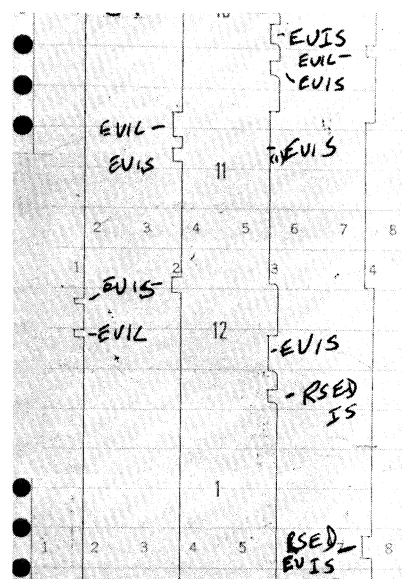 EVIS
EVIL
EVIS
EVIL
EVIS
EVIS
11
2 3 4 5 6 7 8
1 2 3 4
EVIS
EVIL
12
EVIS
RSED
IS
1
1 2 3 4 5 8
RSED
EVIS